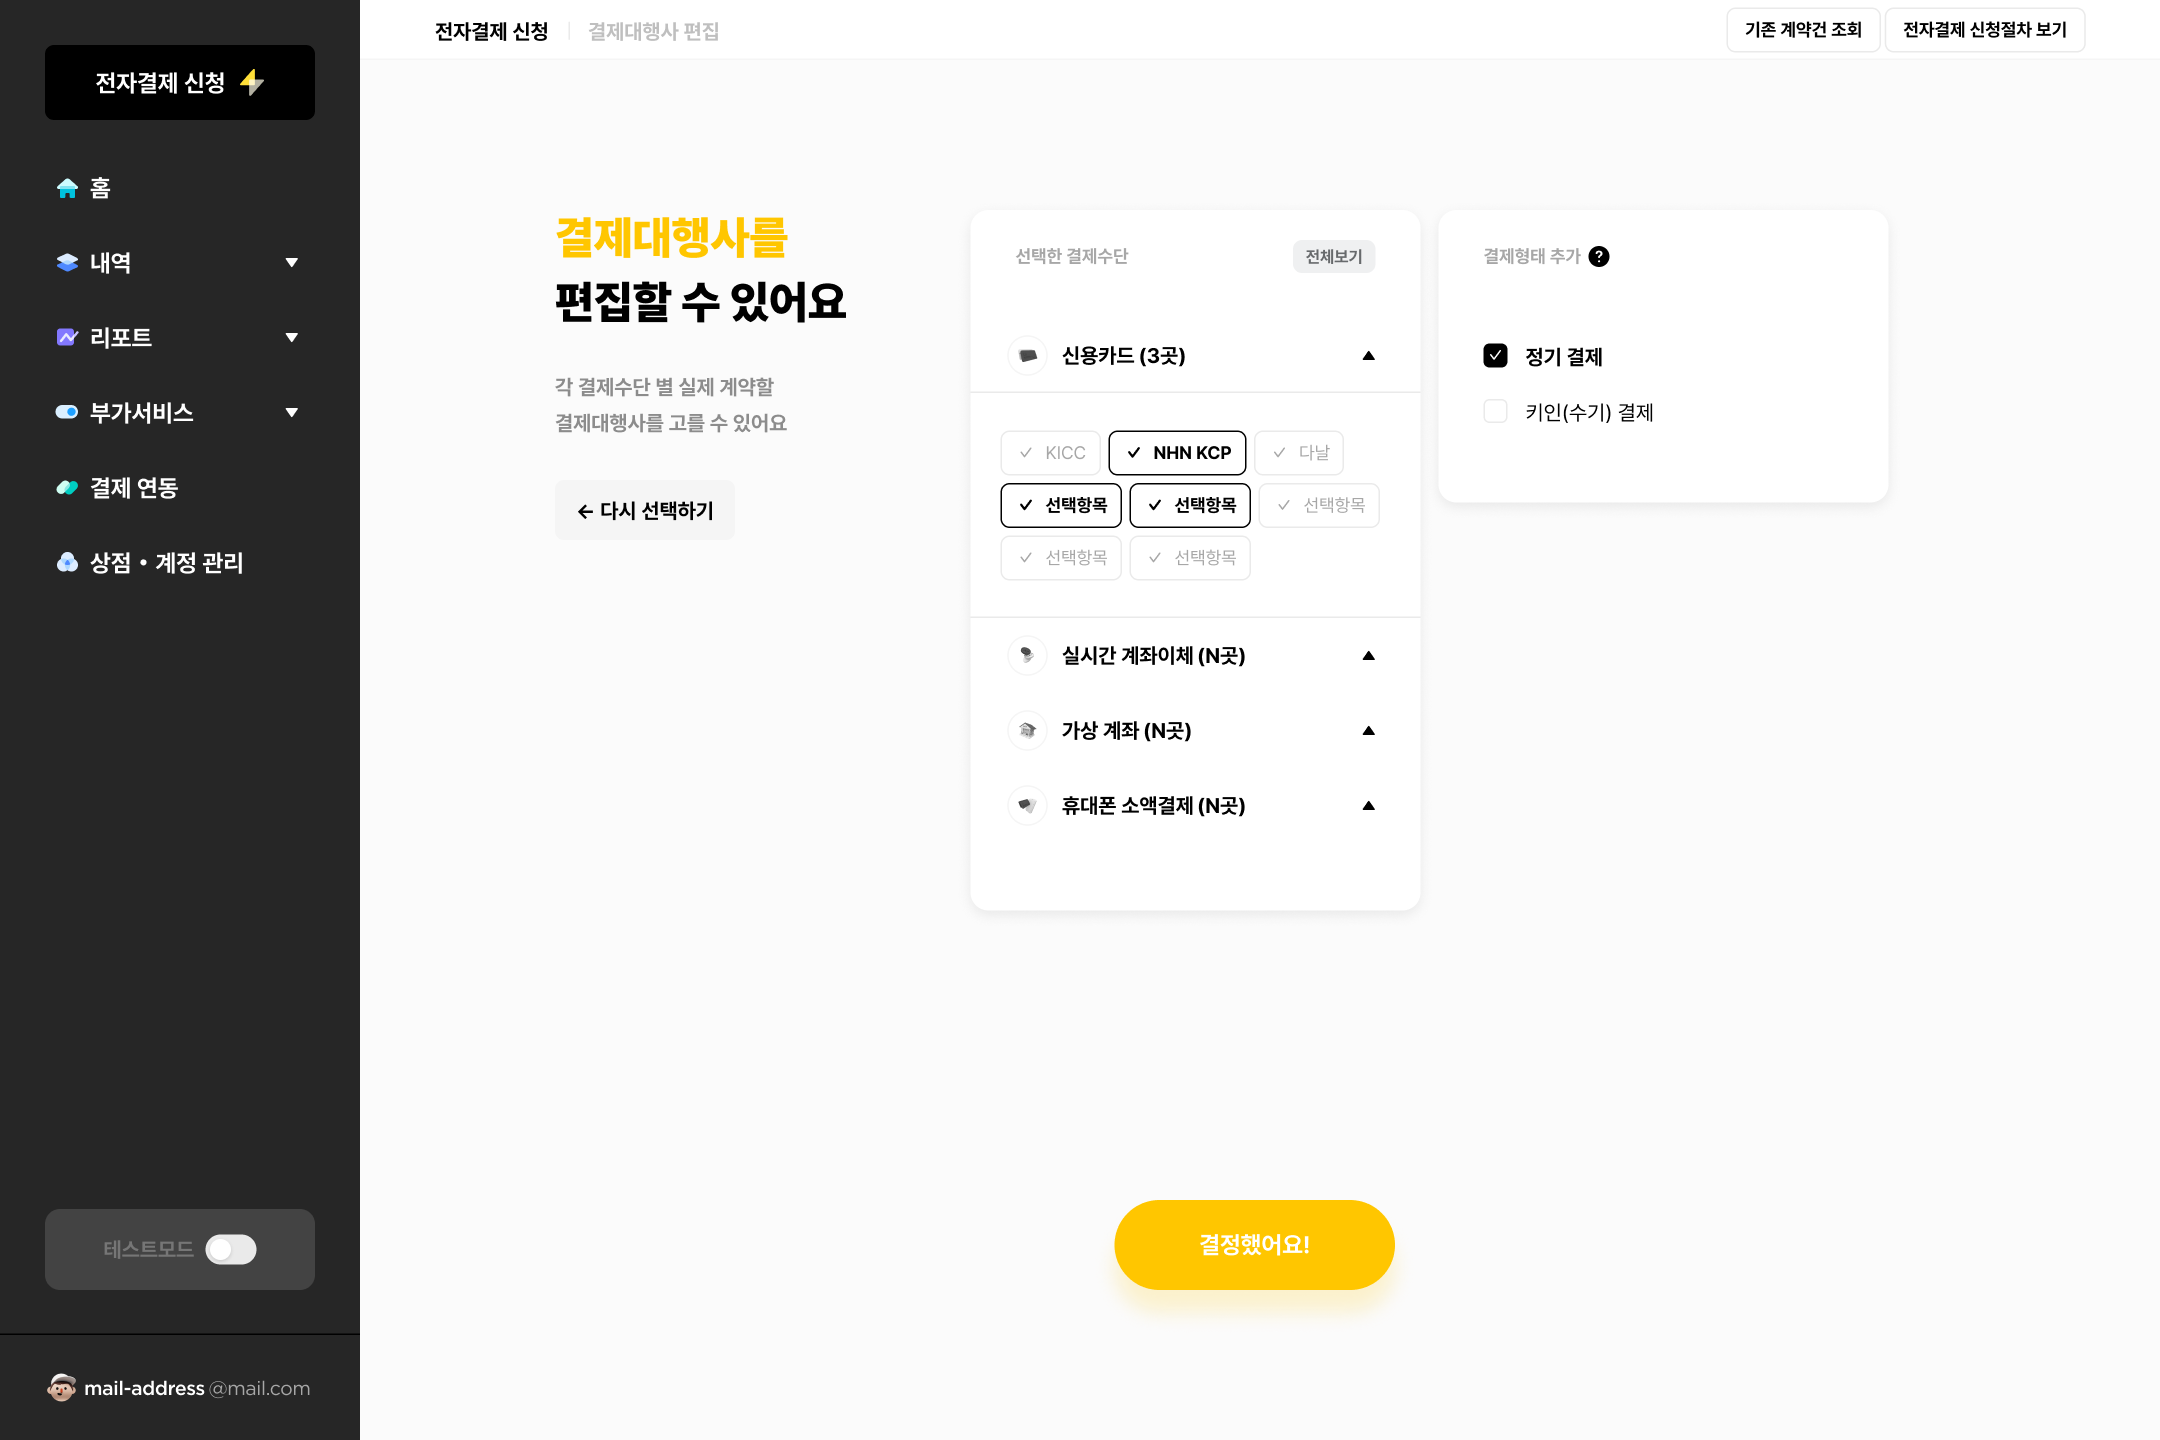 전자결제 신청
홈
내역
리포트
부가서비스
결제 연동
상점 • 계정 관리
테스트모드
mail-address @mail.com
전자결제 신청
결제대행사 편집
기존 계약건 조회
전자결제 신청절차 보기
결제대행사를
편집할 수 있어요
각 결제수단 별 실제 계약할
결제대행사를 고를 수 있어요
← 다시 선택하기
선택한 결제수단
전체보기
신용카드 (3곳)
KICC
NHN KCP
다날
선택항목
선택항목
선택항목
선택항목
선택항목
실시간 계좌이체 (N곳)
가상 계좌 (N곳)
휴대폰 소액결제 (N곳)
결제형태 추가 ?
정기 결제
키인(수기) 결제
결정했어요!